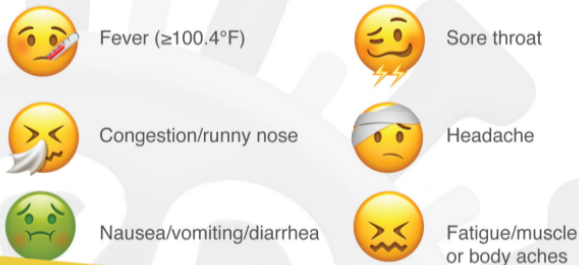 Fever (≥100.4°F)
Sore throat
Congestion/runny nose
Headache
Nausea/vomiting/diarrhea
Fatigue/muscle
or body aches